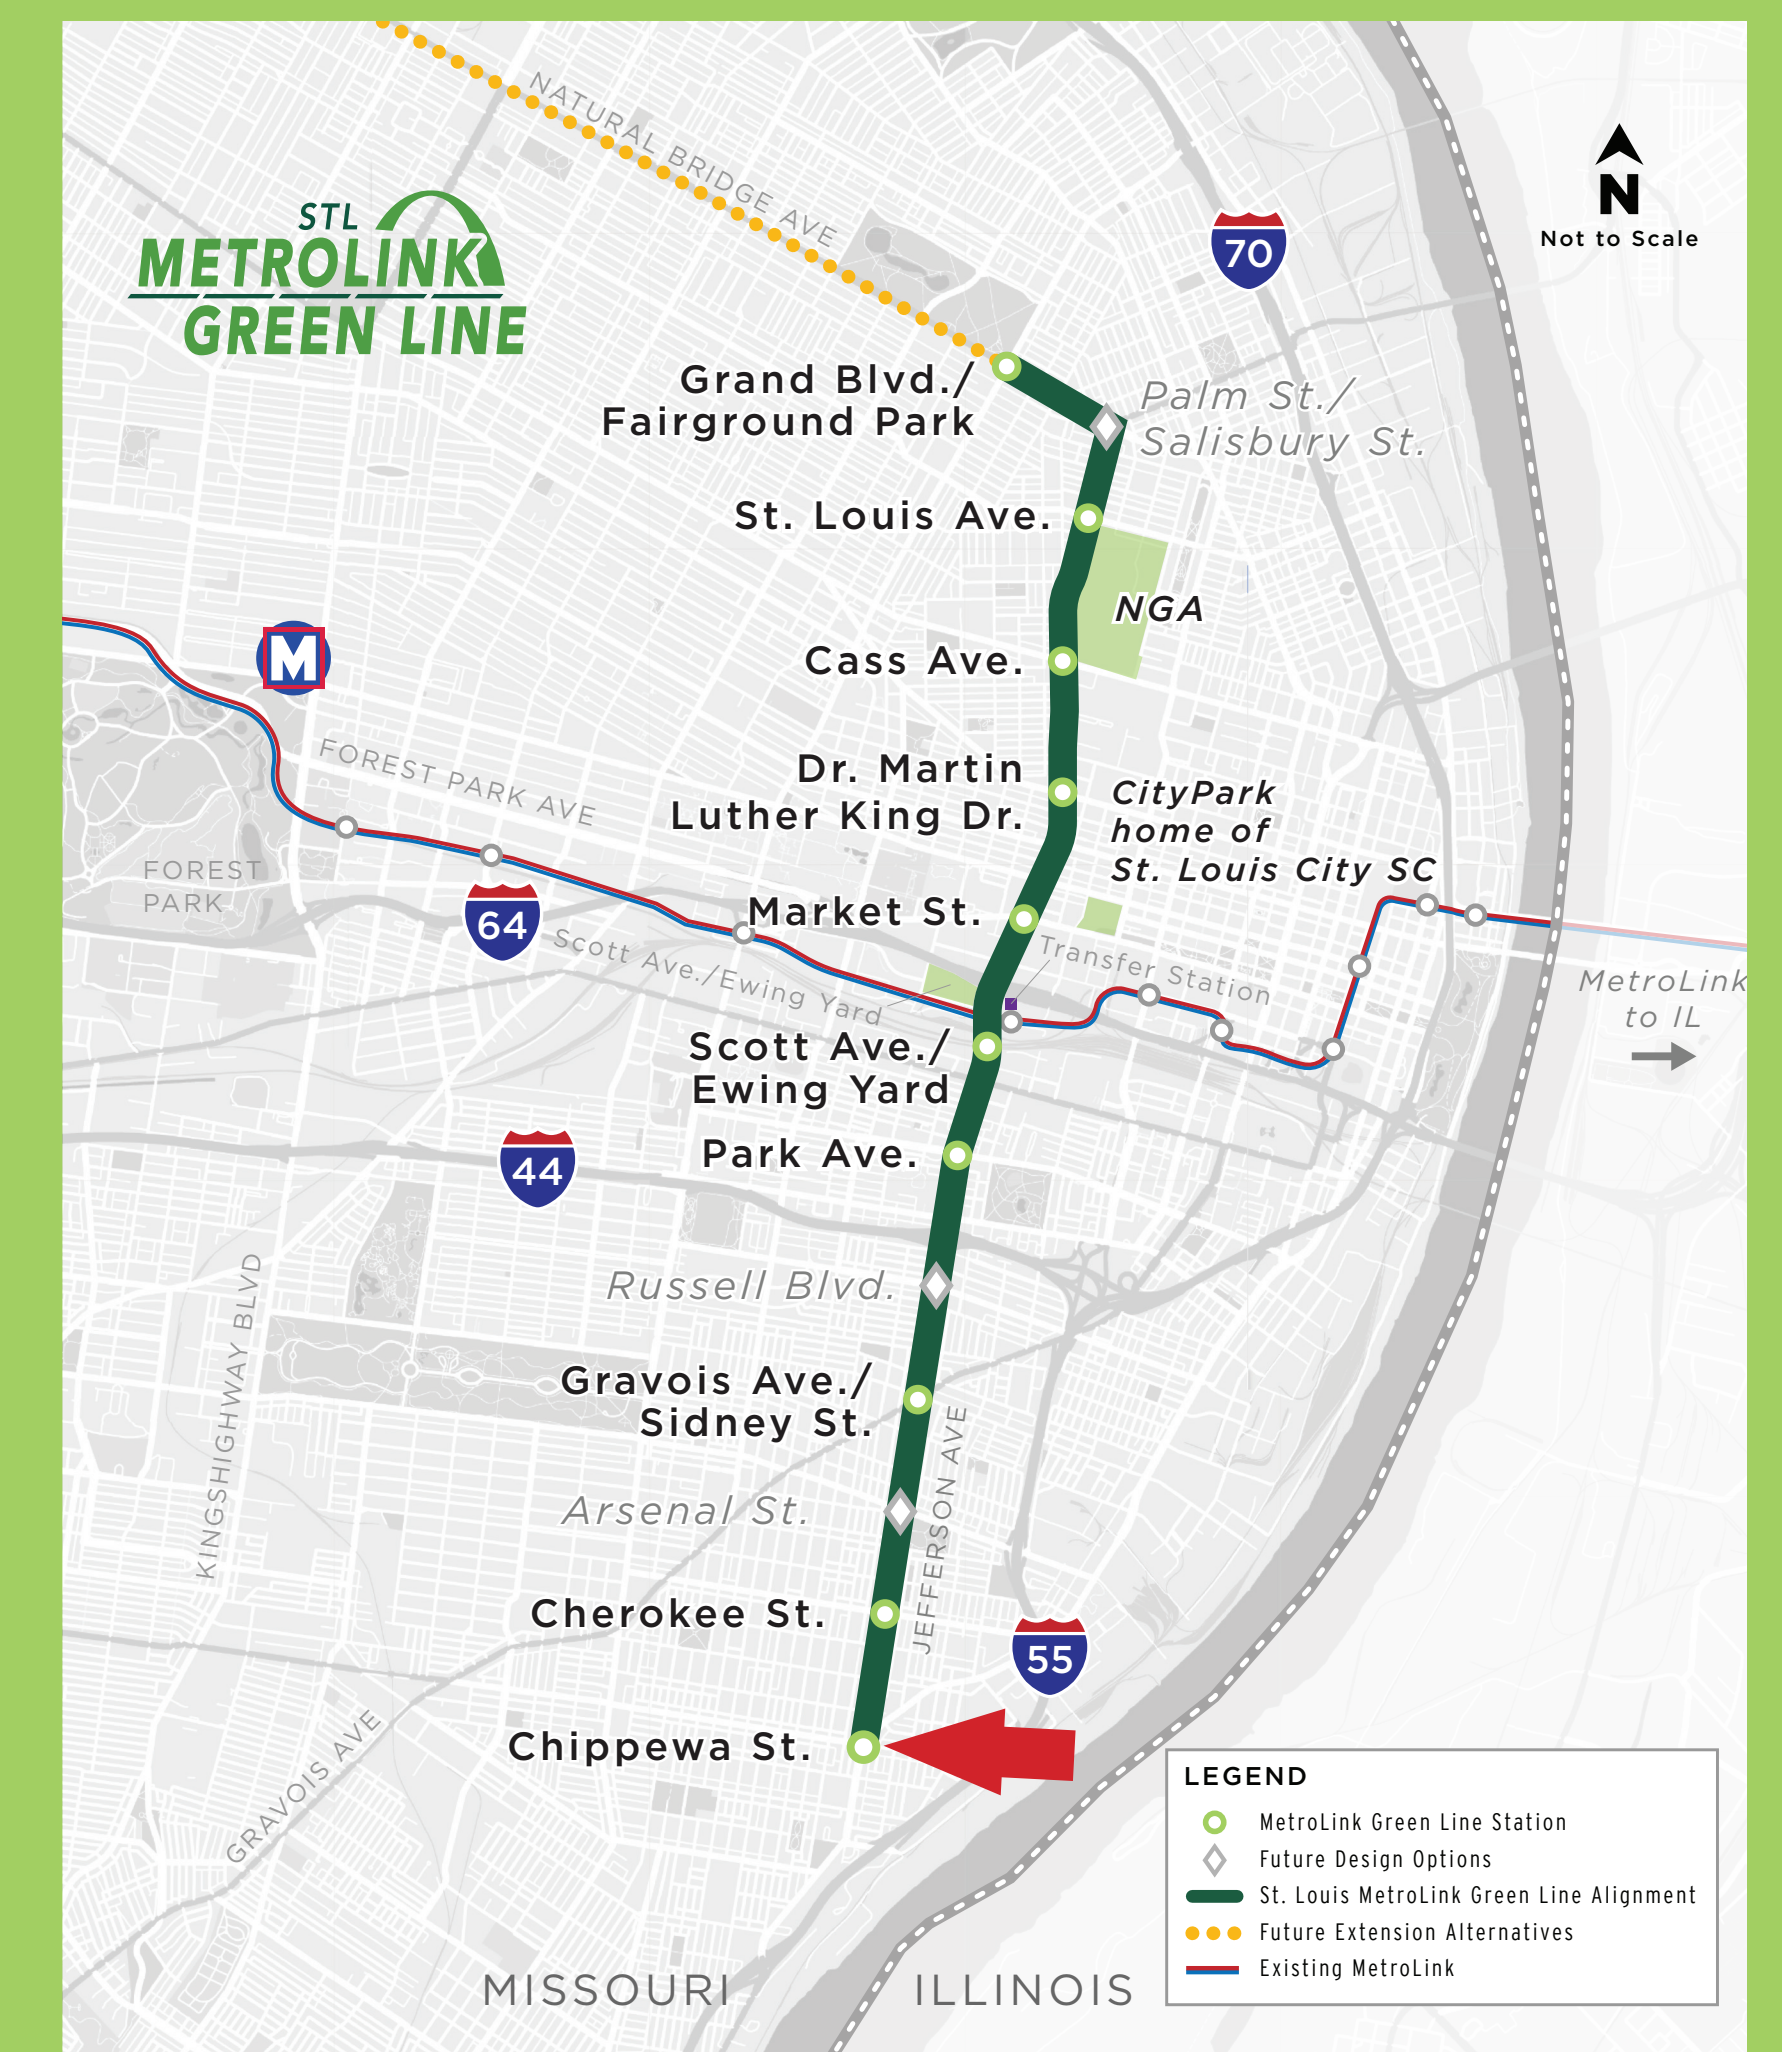 NATURAL BRIDGE AVE
STL
METROLINK
GREEN LINE
70
N
Not to Scale
Grand Blvd./
Fairground Park
Palm St./
Salisbury St.
St. Louis Ave.
NGA
Cass Ave.
M
FOREST PARK AVE
Dr. Martin
Luther King Dr.
CityPark
home of
St. Louis City SC
FOREST
PARK
64
Market St.
Scott Ave./Ewing Yard
Transfer Station
MetroLink
to IL
Scott Ave./
Ewing Yard
Park Ave.
44
Russell Blvd.
KINGSHIGHWAY BLVD
Gravois Ave./
Sidney St.
JEFFERSON AVE
Arsenal St.
Cherokee St.
55
Chippewa St.
GRAVOIS AVE
LEGEND
MetroLink Green Line Station
Future Design Options
St. Louis MetroLink Green Line Alignment
Future Extension Alternatives
Existing MetroLink
MISSOURI
ILLINOIS